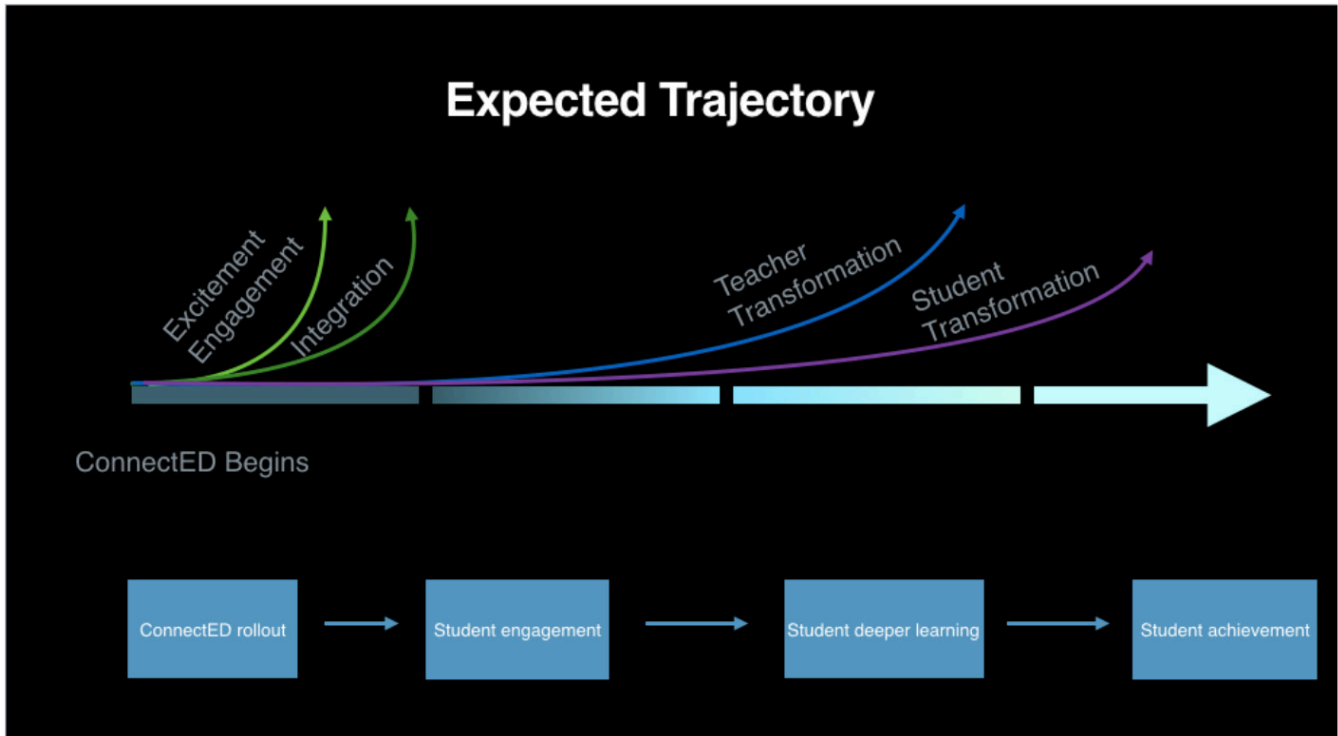 Expected Trajectory
Excitement
Engagement
Integration
Teacher
Transformation
Student
Transformation
ConnectED Begins
ConnectED rollout
Student engagement
Student deeper learning
Student achievement